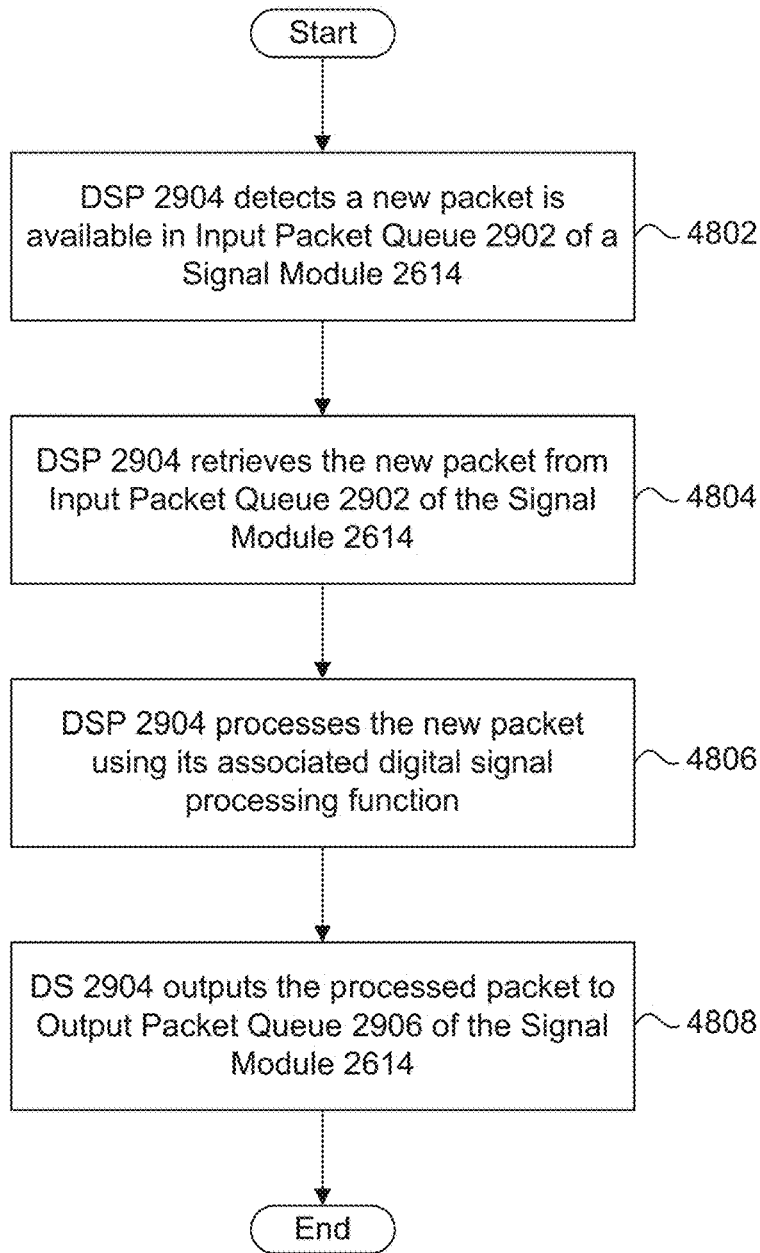 Start
DSP 2904 detects a new packet is
available in Input Packet Queue 2902 of a
Signal Module 2614
4802
DSP 2904 retrieves the new packet from
Input Packet Queue 2902 of the Signal
Module 2614
4804
DSP 2904 processes the new packet
using its associated digital signal
processing function
4806
DS 2904 outputs the processed packet to
Output Packet Queue 2906 of the Signal
Module 2614
4808
End